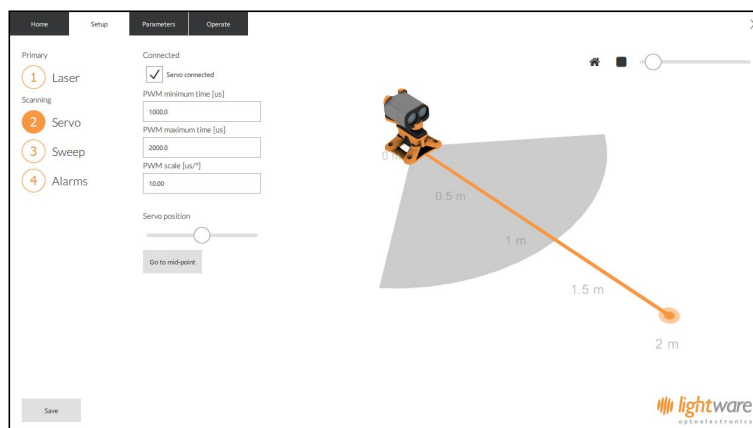 Home Setup Parameters Operate
Primary
1 Laser
Scanning
2 Servo
3 Sweep
4 Alarms
Connected
Servo connected
PWM minimum time [us]
1000.0
PWM maximum time [us]
2000.0
PWM scale [us/°]
10.00
Servo position
Go to mid-point
Save
0 m
0.5 m
1 m
1.5 m
2 m
lightware
optoelectronics